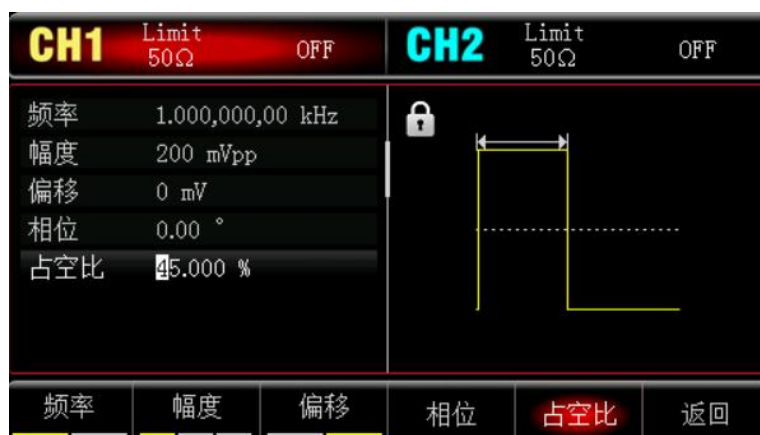 CH1 Limit 50Ω OFF
CH2 Limit 50Ω OFF
频率 1.000,000,00 kHz
幅度 200 mVpp
偏移 0 mV
相位 0.00 °
占空比 45.000 %
频率 幅度 偏移 相位 占空比 返回